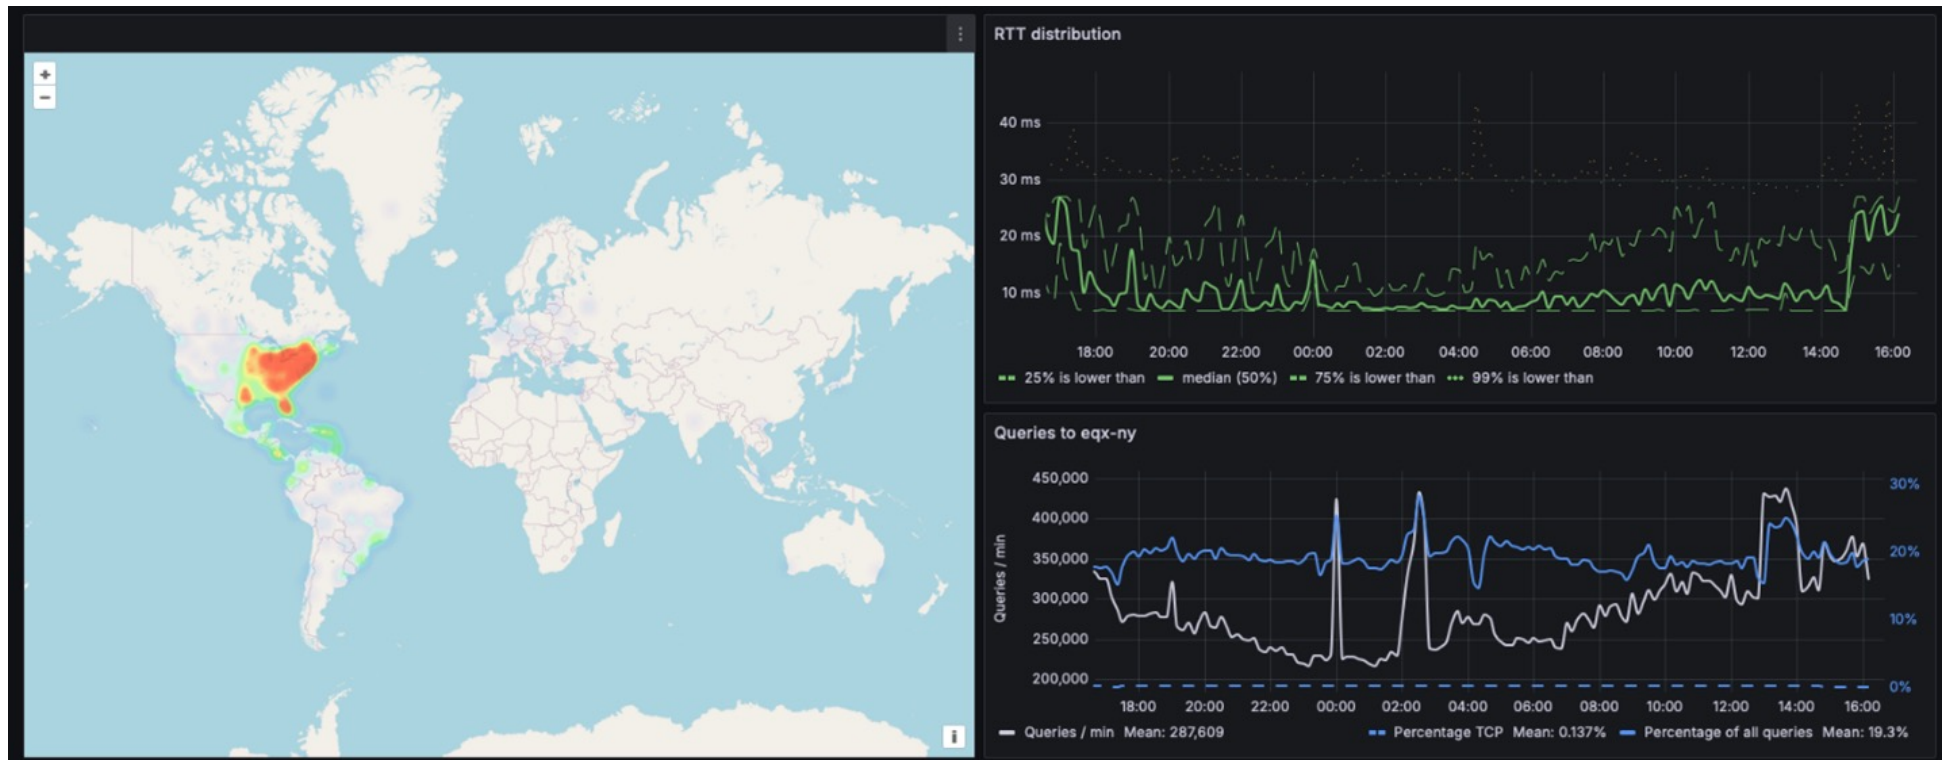 +
−
i
RTT distribution
40 ms
30 ms
20 ms
10 ms
18:00 20:00 22:00 00:00 02:00 04:00 06:00 08:00 10:00 12:00 14:00 16:00
25% is lower than median (50%) 75% is lower than 99% is lower than
Queries to eqx-ny
Queries / min
450,000
400,000
350,000
300,000
250,000
200,000
30%
20%
10%
0%
18:00 20:00 22:00 00:00 02:00 04:00 06:00 08:00 10:00 12:00 14:00 16:00
Queries / min Mean: 287,609 Percentage TCP Mean: 0.137% Percentage of all queries Mean: 19.3%